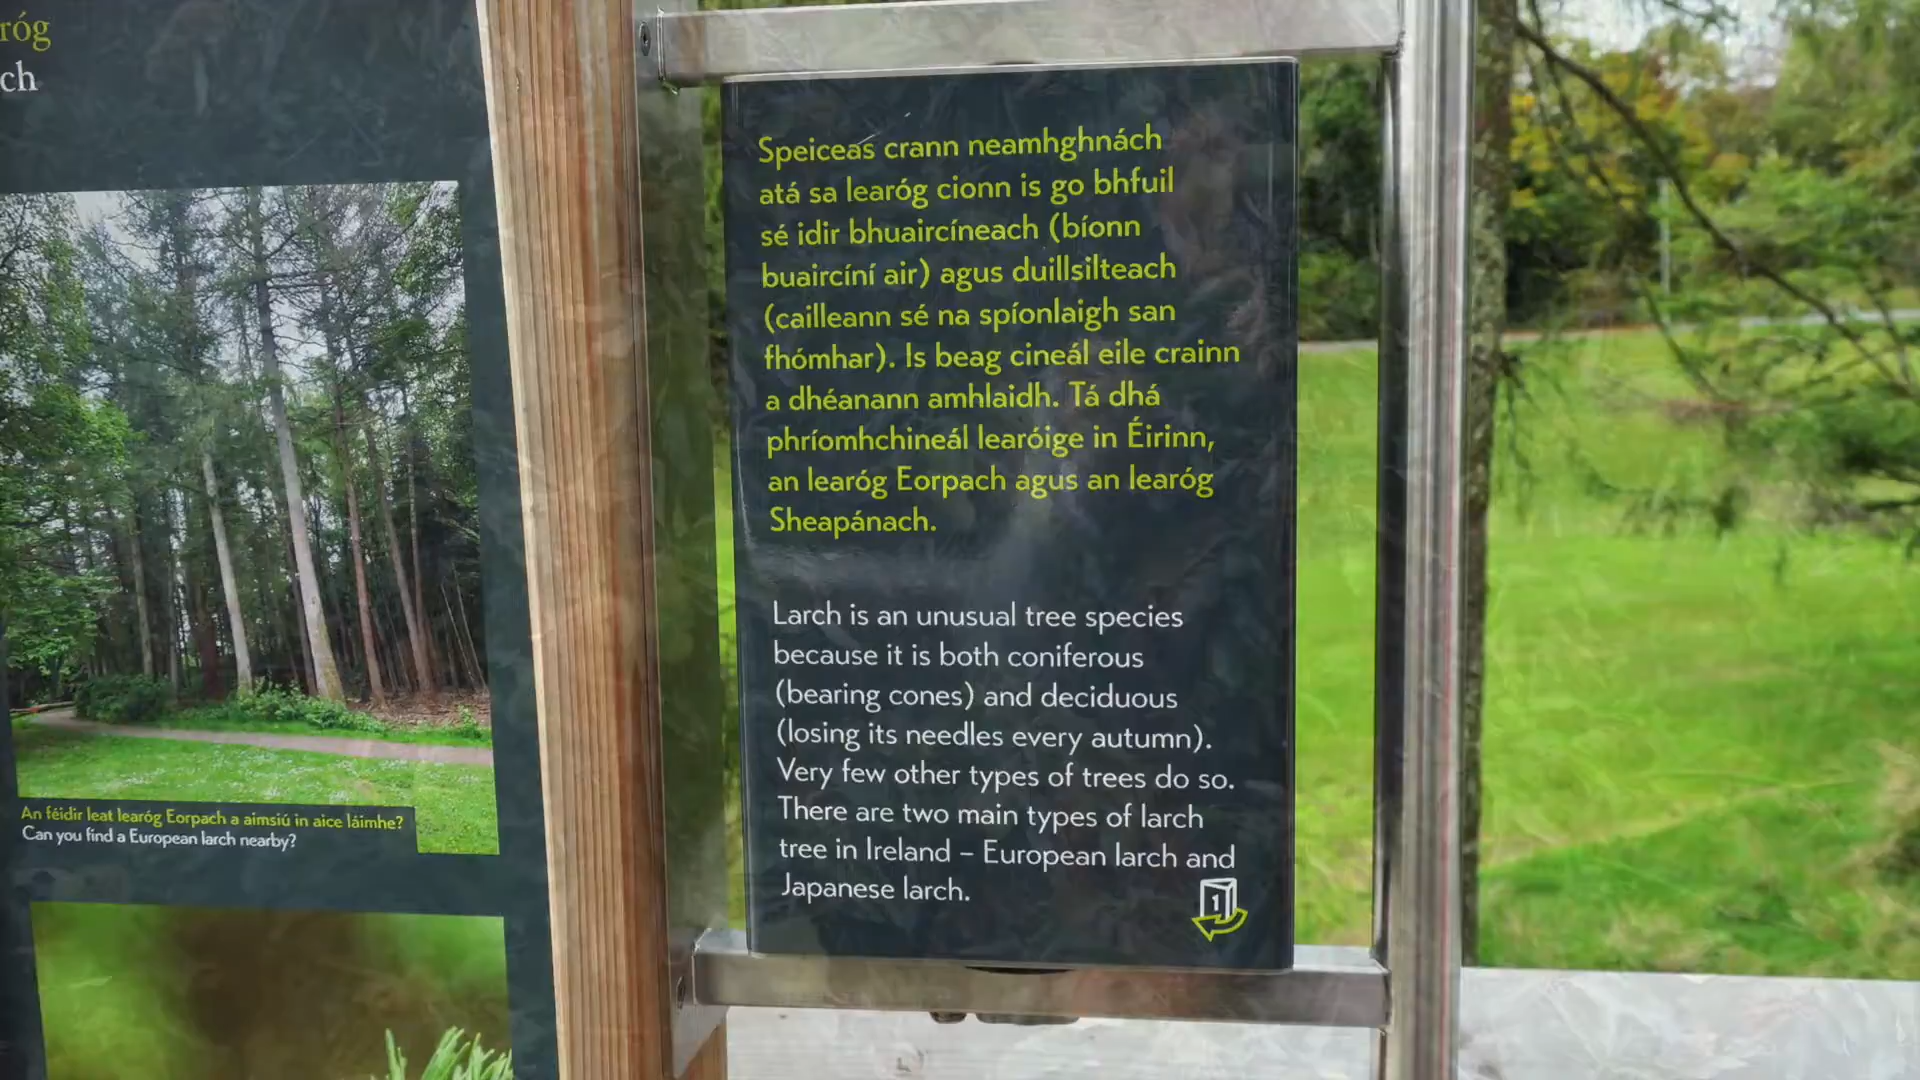 róg
ch
An féidir leat learóg Eorpach a aimsiú in aice láimhe?
Can you find a European larch nearby?
Speiceas crann neamhghnách
atá sa learóg cionn is go bhfuil
sé idir bhuaircíneach (bíonn
buaircíní air) agus duillsilteach
(cailleann sé na spíonlaigh san
fhómhar). Is beag cineál eile crainn
a dhéanann amhlaidh. Tá dhá
phríomhchineál learóige in Éirinn,
an learóg Eorpach agus an learóg
Sheapánach.
Larch is an unusual tree species
because it is both coniferous
(bearing cones) and deciduous
(losing its needles every autumn).
Very few other types of trees do so.
There are two main types of larch
tree in Ireland – European larch and
Japanese larch.
1